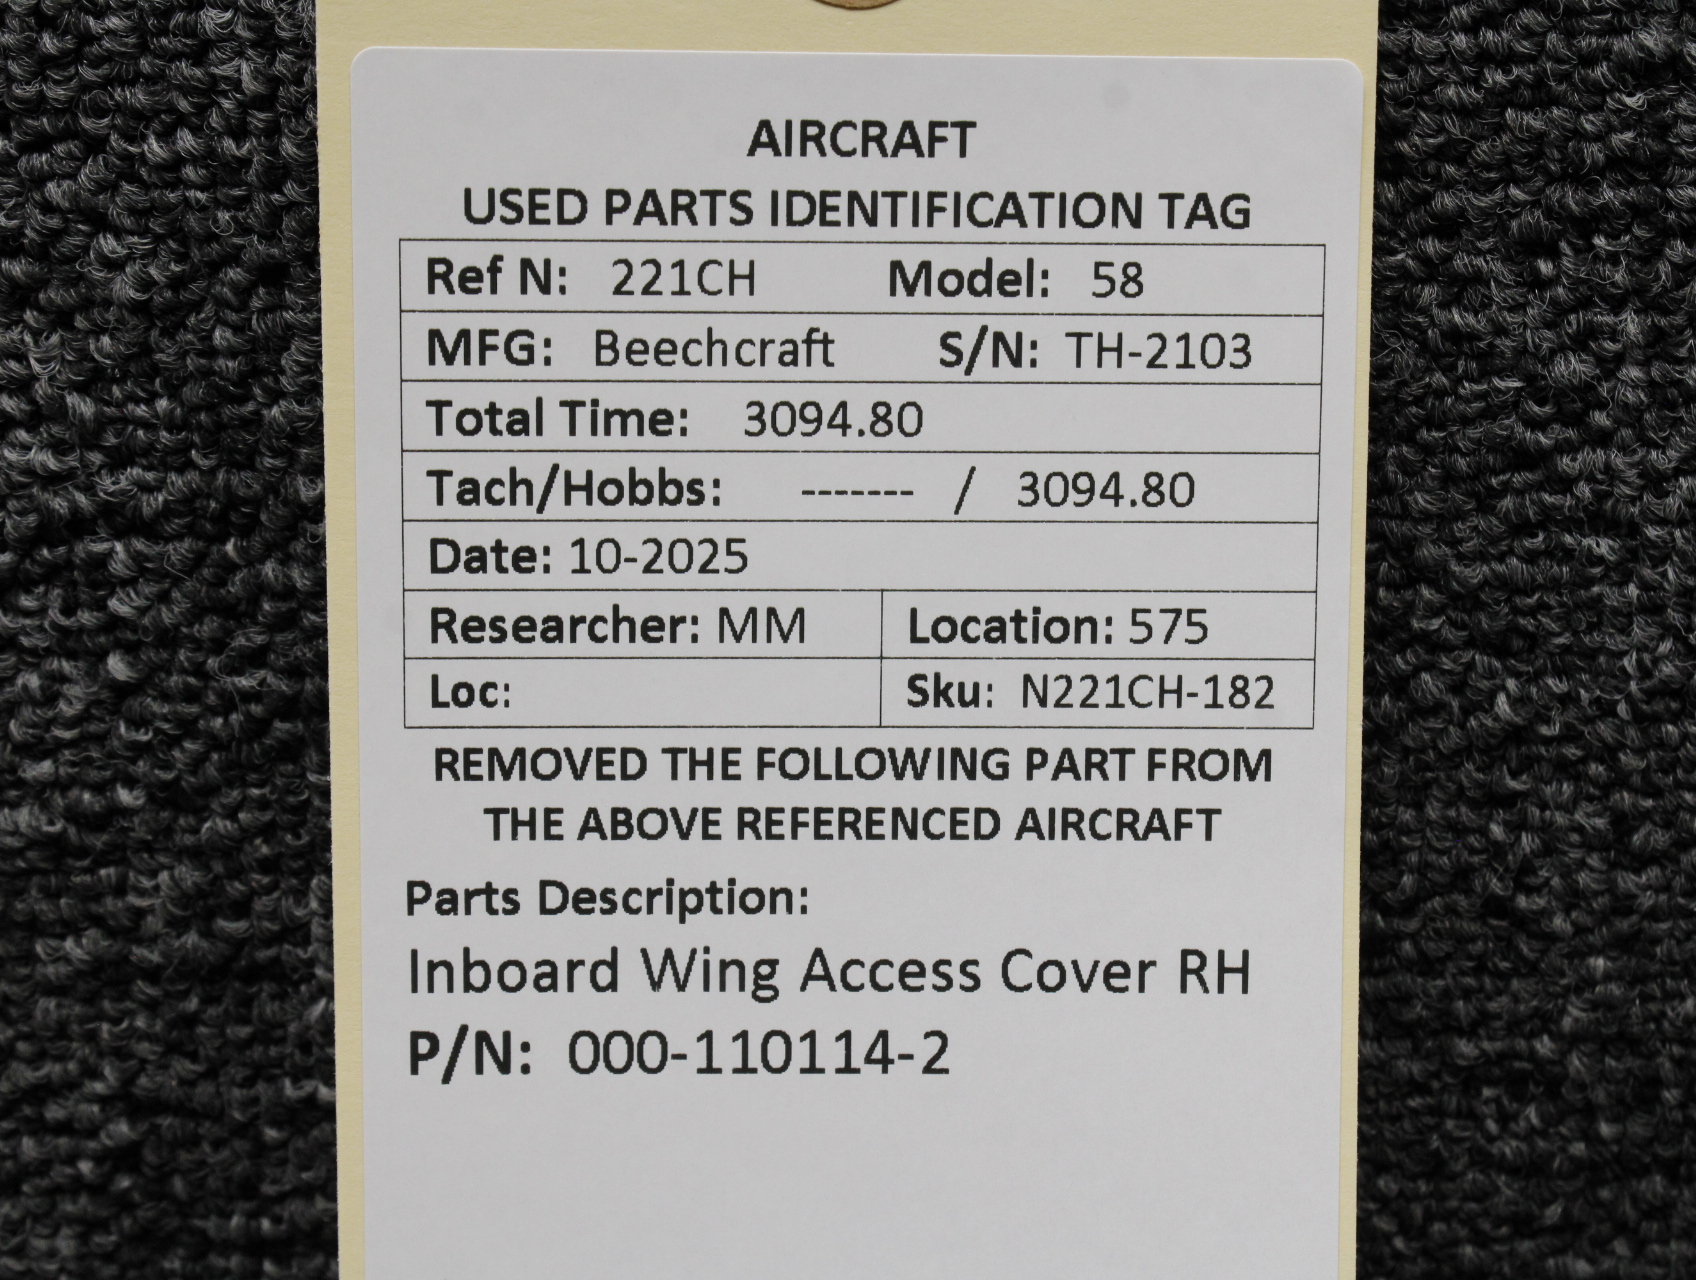 AIRCRAFT
USED PARTS IDENTIFICATION TAG
Ref N: 221CH Model: 58
MFG: Beechcraft S/N: TH-2103
Total Time: 3094.80
Tach/Hobbs: ------- / 3094.80
Date: 10-2025
Researcher: MM Location: 575
Loc: Sku: N221CH-182
REMOVED THE FOLLOWING PART FROM
THE ABOVE REFERENCED AIRCRAFT
Parts Description:
Inboard Wing Access Cover RH
P/N: 000-110114-2